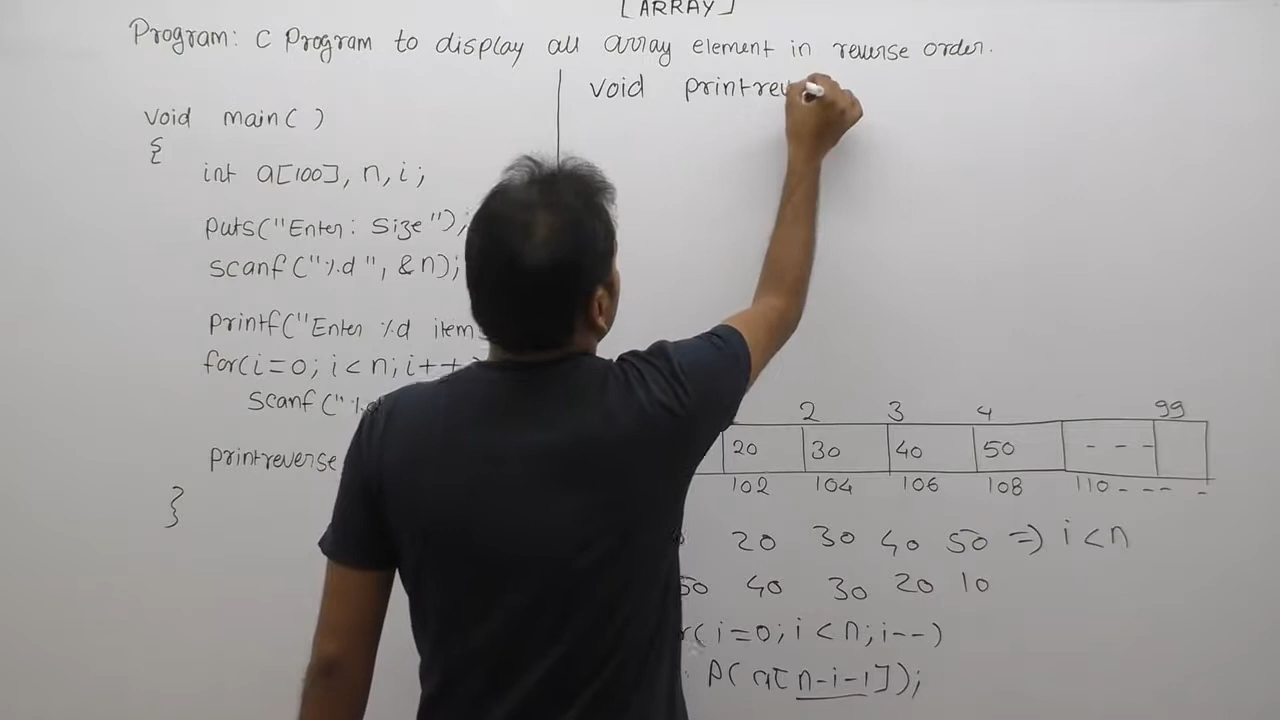 [ARRAY]
Program: C Program to display all array element in reverse order.
void main( )
{
int a[100], n, i;
puts("Enter: Size");
scanf("%d", &n);
printf("Enter %d item
for(i=0; i<n; i++)
scanf("%d
printreverse
}
void printrev
2 3 4 99
20 30 40 50 - - -
102 104 106 108 110 - - - -
20 30 40 50 => i<n
50 40 30 20 10
r(i=0; i<n; i--)
P( a[n-i-1]);